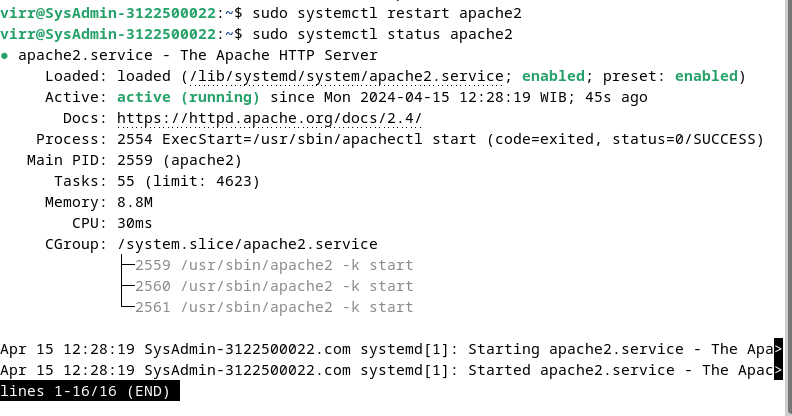 virr@SysAdmin-3122500022:~$ sudo systemctl restart apache2
virr@SysAdmin-3122500022:~$ sudo systemctl status apache2
● apache2.service - The Apache HTTP Server
     Loaded: loaded (/lib/systemd/system/apache2.service; enabled; preset: enabled)
     Active: active (running) since Mon 2024-04-15 12:28:19 WIB; 45s ago
       Docs: https://httpd.apache.org/docs/2.4/
    Process: 2554 ExecStart=/usr/sbin/apachectl start (code=exited, status=0/SUCCESS)
   Main PID: 2559 (apache2)
      Tasks: 55 (limit: 4623)
     Memory: 8.8M
        CPU: 30ms
     CGroup: /system.slice/apache2.service
             ├─2559 /usr/sbin/apache2 -k start
             ├─2560 /usr/sbin/apache2 -k start
             └─2561 /usr/sbin/apache2 -k start

Apr 15 12:28:19 SysAdmin-3122500022.com systemd[1]: Starting apache2.service - The Apa>
Apr 15 12:28:19 SysAdmin-3122500022.com systemd[1]: Started apache2.service - The Apac>
lines 1-16/16 (END)